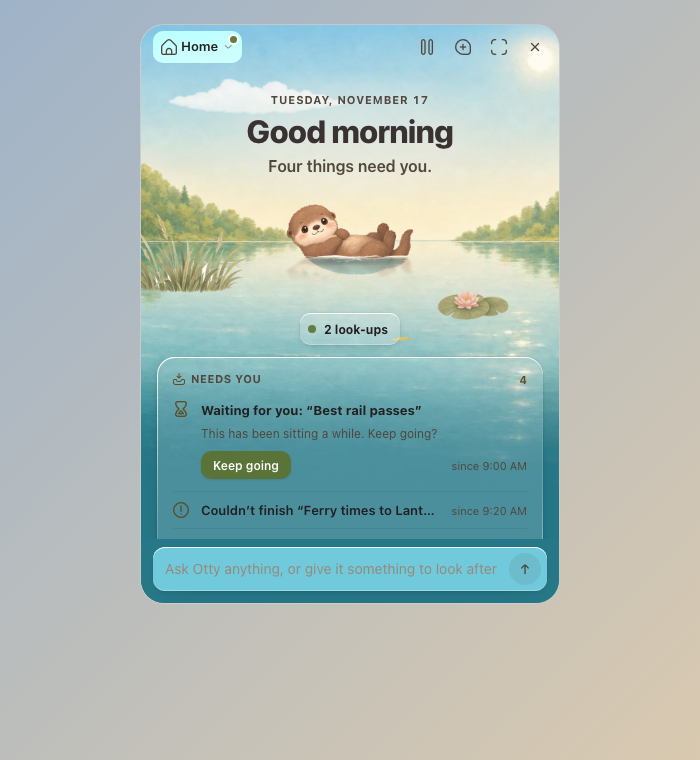 Home
TUESDAY, NOVEMBER 17
Good morning
Four things need you.
2 look-ups
NEEDS YOU 4
Waiting for you: “Best rail passes”
This has been sitting a while. Keep going?
Keep going since 9:00 AM
Couldn’t finish “Ferry times to Lant... since 9:20 AM
Ask Otty anything, or give it something to look after